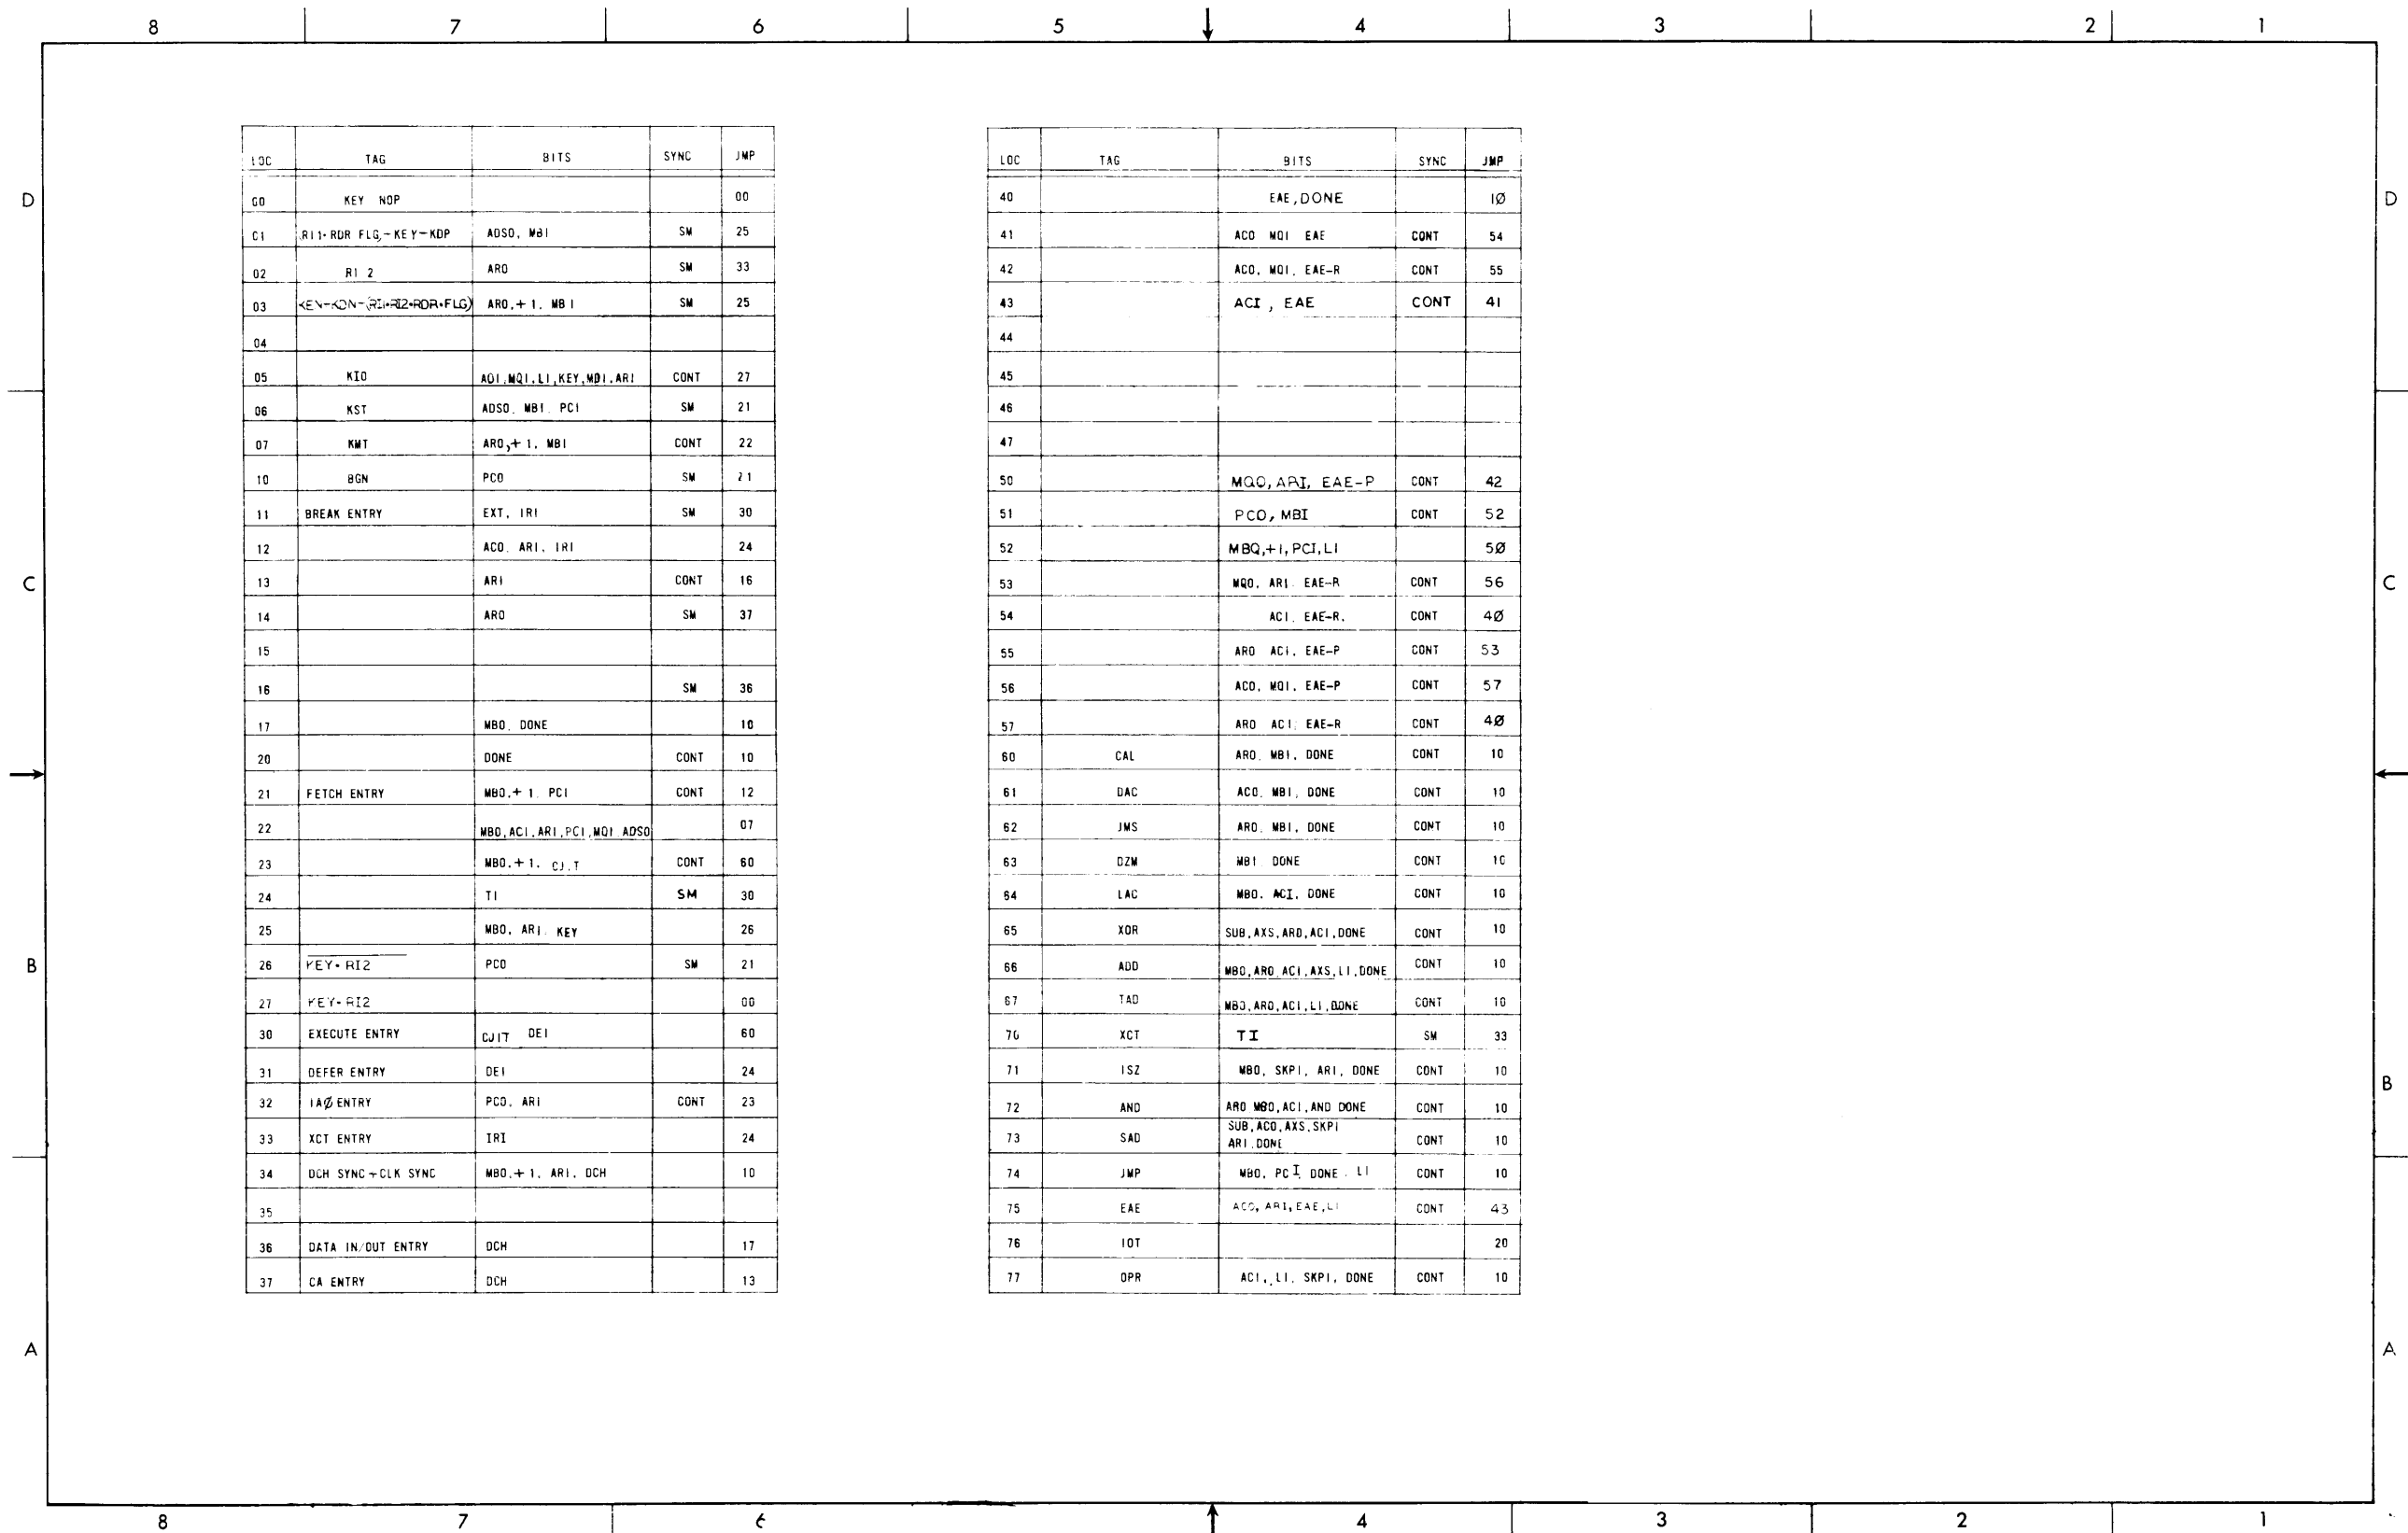 8 7 6 5 4 3 2 1
LOC TAG BITS SYNC JMP
00 KEY NOP 00
01 RI1•RDR FLG,-KEY-KDP ADSO, MBI SM 25
02 RI 2 ARO SM 33
03 KEN-KDN-(RI•RI2•RDR•FLG) ARO,+1, MBI SM 25
04
05 KIO MQI,LI,KEY, ARI CONT 27
06 KST ADSO, MBI, PCI SM 21
07 KMT ARO,+1, MBI CONT 22
10 BGN PCO SM 21
11 BREAK ENTRY EXT, IRI SM 30
12 ACO, ARI, IRI 24
13 ARI CONT 16
14 ARO SM 37
15
16 SM 36
17 MBO, DONE 10
20 DONE CONT 10
21 FETCH ENTRY MBO,+1, PCI CONT 12
22 MBO,ACI,ARI,PCI,MQI,ADSO 07
23 MBO,+1, CJIT CONT 60
24 TI SM 30
25 MBO, ARI, KEY 26
26 KEY•RI2 PCO SM 21
27 KEY•RI2 00
30 EXECUTE ENTRY CJIT DEI 60
31 DEFER ENTRY DEI 24
32 IAØ ENTRY PCO, ARI CONT 23
33 XCT ENTRY IRI 24
34 DCH SYNC+CLK SYNC MBO,+1, ARI, DCH 10
35
36 DATA IN/OUT ENTRY DCH 17
37 CA ENTRY DCH 13
LOC TAG BITS SYNC JMP
40 EAE,DONE 1Ø
41 ACO MQI EAE CONT 54
42 ACO, MQI, EAE-R CONT 55
43 ACI, EAE CONT 41
44
45
46
47
50 MQO, ARI, EAE-P CONT 42
51 PCO, MBI CONT 52
52 MBO,+1,PCI,LI 5Ø
53 MQO, ARI, EAE-R CONT 56
54 ACI, EAE-R, CONT 4Ø
55 ARO ACI, EAE-P CONT 53
56 ACO, MQI, EAE-P CONT 57
57 ARO ACI, EAE-R CONT 4Ø
60 CAL ARO, MBI, DONE CONT 10
61 DAC ACO, MBI, DONE CONT 10
62 JMS ARO, MBI, DONE CONT 10
63 DZM MBI DONE CONT 10
64 LAC MBO, ACI, DONE CONT 10
65 XOR SUB,AXS,ARO,ACI,DONE CONT 10
66 ADD MBO,ARO,ACI,AXS,LI,DONE CONT 10
67 TAD MBO,ARO,ACI,LI,DONE CONT 10
70 XCT TI SM 33
71 ISZ MBO, SKPI, ARI, DONE CONT 10
72 AND ARO MBO,ACI,AND DONE CONT 10
73 SAD SUB,ACO,AXS,SKPI
ARI,DONE CONT 10
74 JMP MBO, PCI, DONE, LI CONT 10
75 EAE ACO, ARI, EAE, LI CONT 43
76 IOT 20
77 OPR ACI, LI, SKPI, DONE CONT 10
D D
C C
B B
A A
8 7 6 4 3 2 1